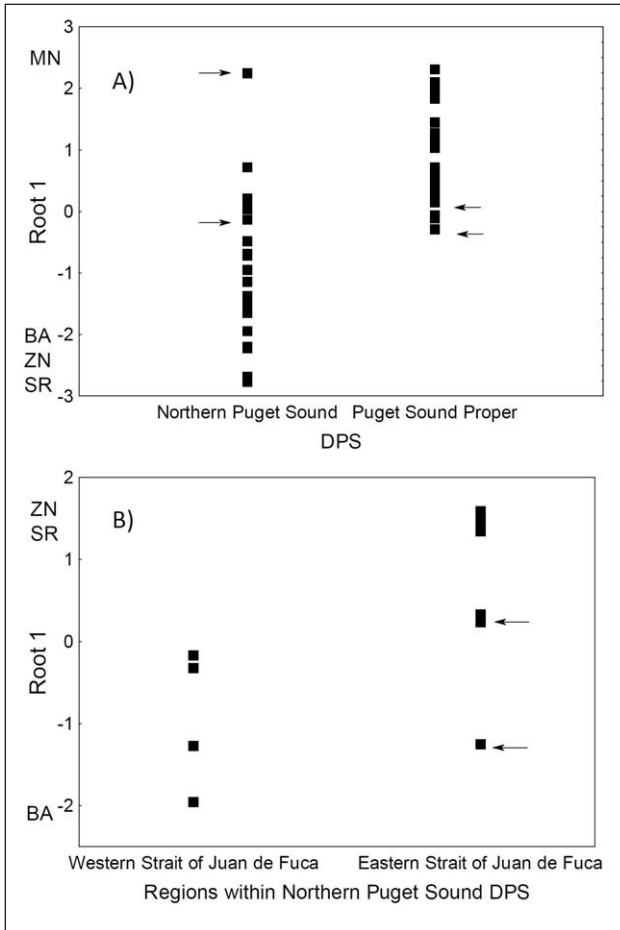 3
MN
A)
2
1
Root 1
0
-1
BA
-2
ZN
SR
-3
Northern Puget Sound Puget Sound Proper
DPS
2
ZN
B)
SR
1
Root 1
0
-1
BA
-2
Western Strait of Juan de Fuca Eastern Strait of Juan de Fuca
Regions within Northern Puget Sound DPS